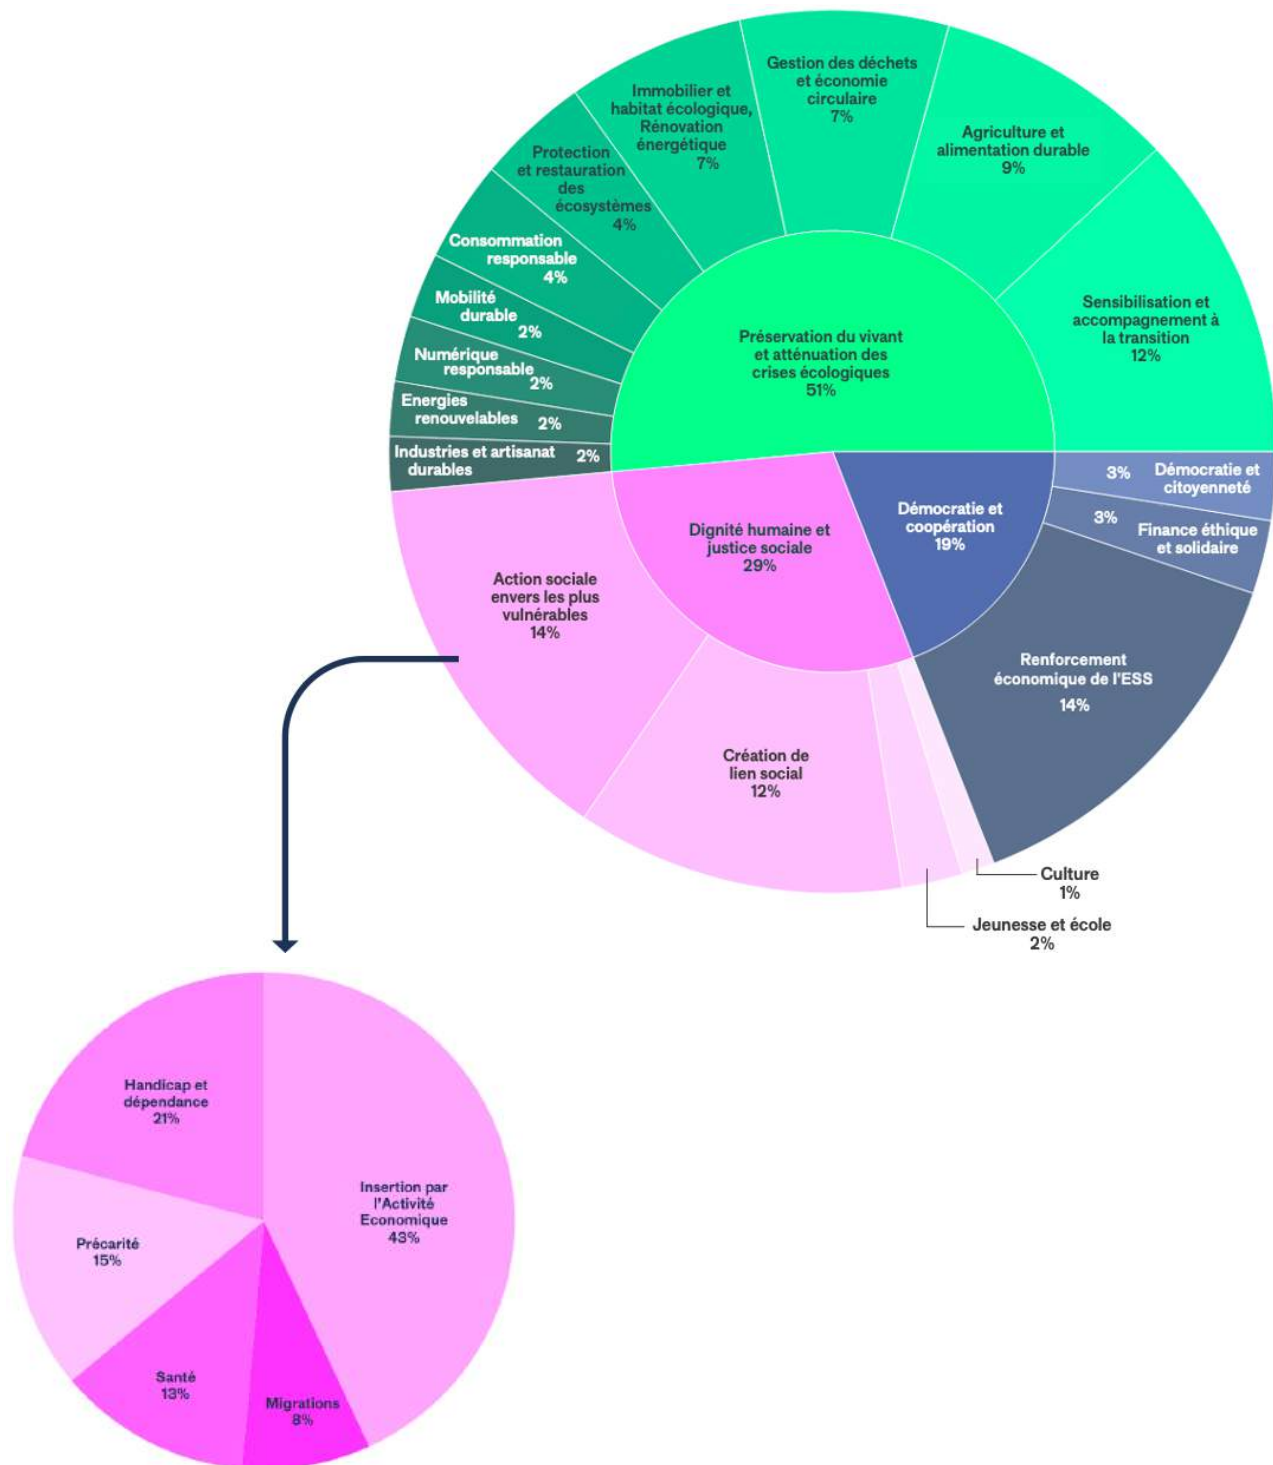 Gestion des déchets
et économie
circulaire
7%
Immobilier et
habitat écologique,
Rénovation
énergétique
7%
Agriculture et
alimentation durable
9%
Protection
et restauration
des
écosystèmes
4%
Consommation
responsable
4%
Mobilité
durable
2%
Numérique
responsable
2%
Energies
renouvelables
2%
Industries et artisanat
durables
2%
Sensibilisation et
accompagnement à
la transition
12%
Préservation du vivant
et atténuation des
crises écologiques
51%
Dignité humaine et
justice sociale
29%
Démocratie et
coopération
19%
3%
Démocratie et
citoyenneté
3%
Finance éthique
et solidaire
Action sociale
envers les plus
vulnérables
14%
Renforcement
économique de l'ESS
14%
Création de
lien social
12%
Culture
1%
Jeunesse et école
2%
Handicap et
dépendance
21%
Insertion par
l'Activité
Economique
43%
Précarité
15%
Santé
13%
Migrations
8%